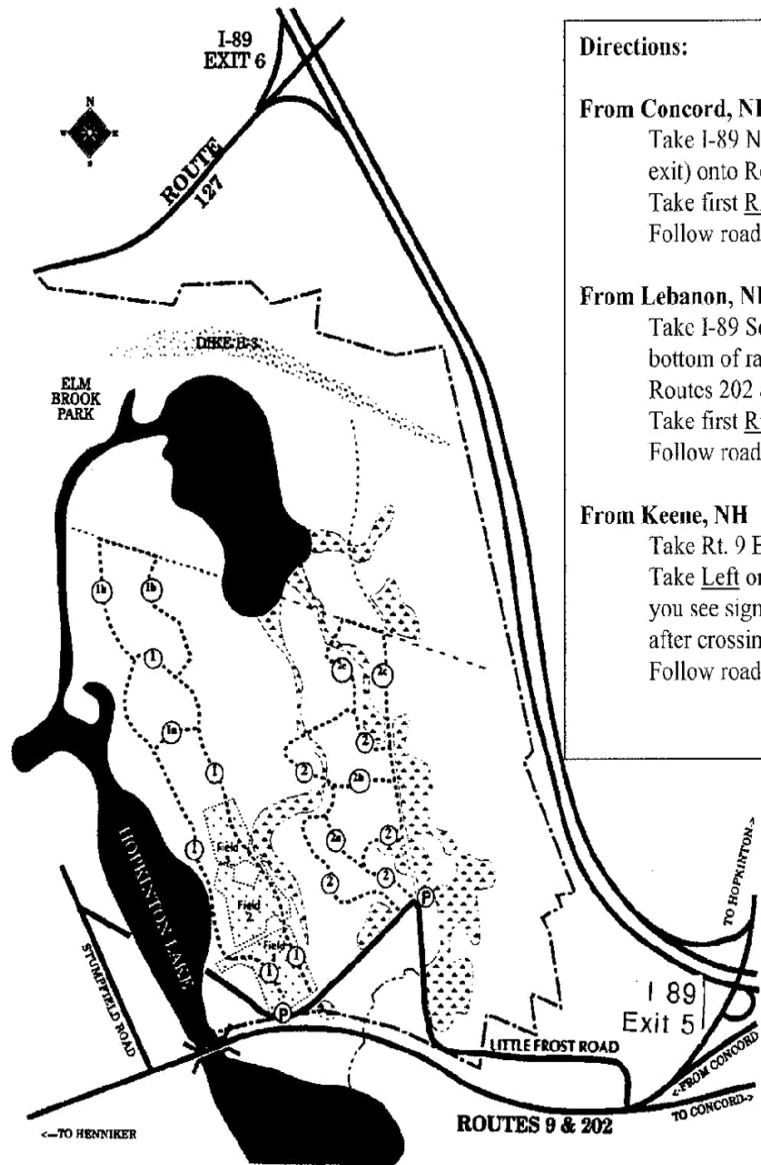 I-89
EXIT 6
N
W E
S
ROUTE
127
DIKE H-3
ELM
BROOK
PARK
1b 1b
1
1a
1
1
2c 2c
2
2 2b
2a 2
2 2
P
Field
3
Field
2
Field
1
1 1
P
HOPKINTON LAKE
STUMPFIELD ROAD
<—TO HENNIKER
LITTLE FROST ROAD
ROUTES 9 & 202
I 89
Exit 5
TO HOPKINTON->
<-FROM CONCORD
TO CONCORD->
Directions:
From Concord, NH
Take I-89 N
exit) onto Ro
Take first R
Follow road
From Lebanon, NH
Take I-89 So
bottom of ra
Routes 202
Take first Ri
Follow road
From Keene, NH
Take Rt. 9 E
Take Left on
you see sign
after crossin
Follow road